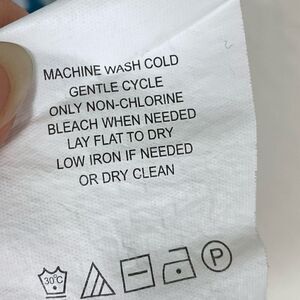 MACHINE WASH COLD
GENTLE CYCLE
ONLY NON-CHLORINE
BLEACH WHEN NEEDED
LAY FLAT TO DRY
LOW IRON IF NEEDED
OR DRY CLEAN
30°C P